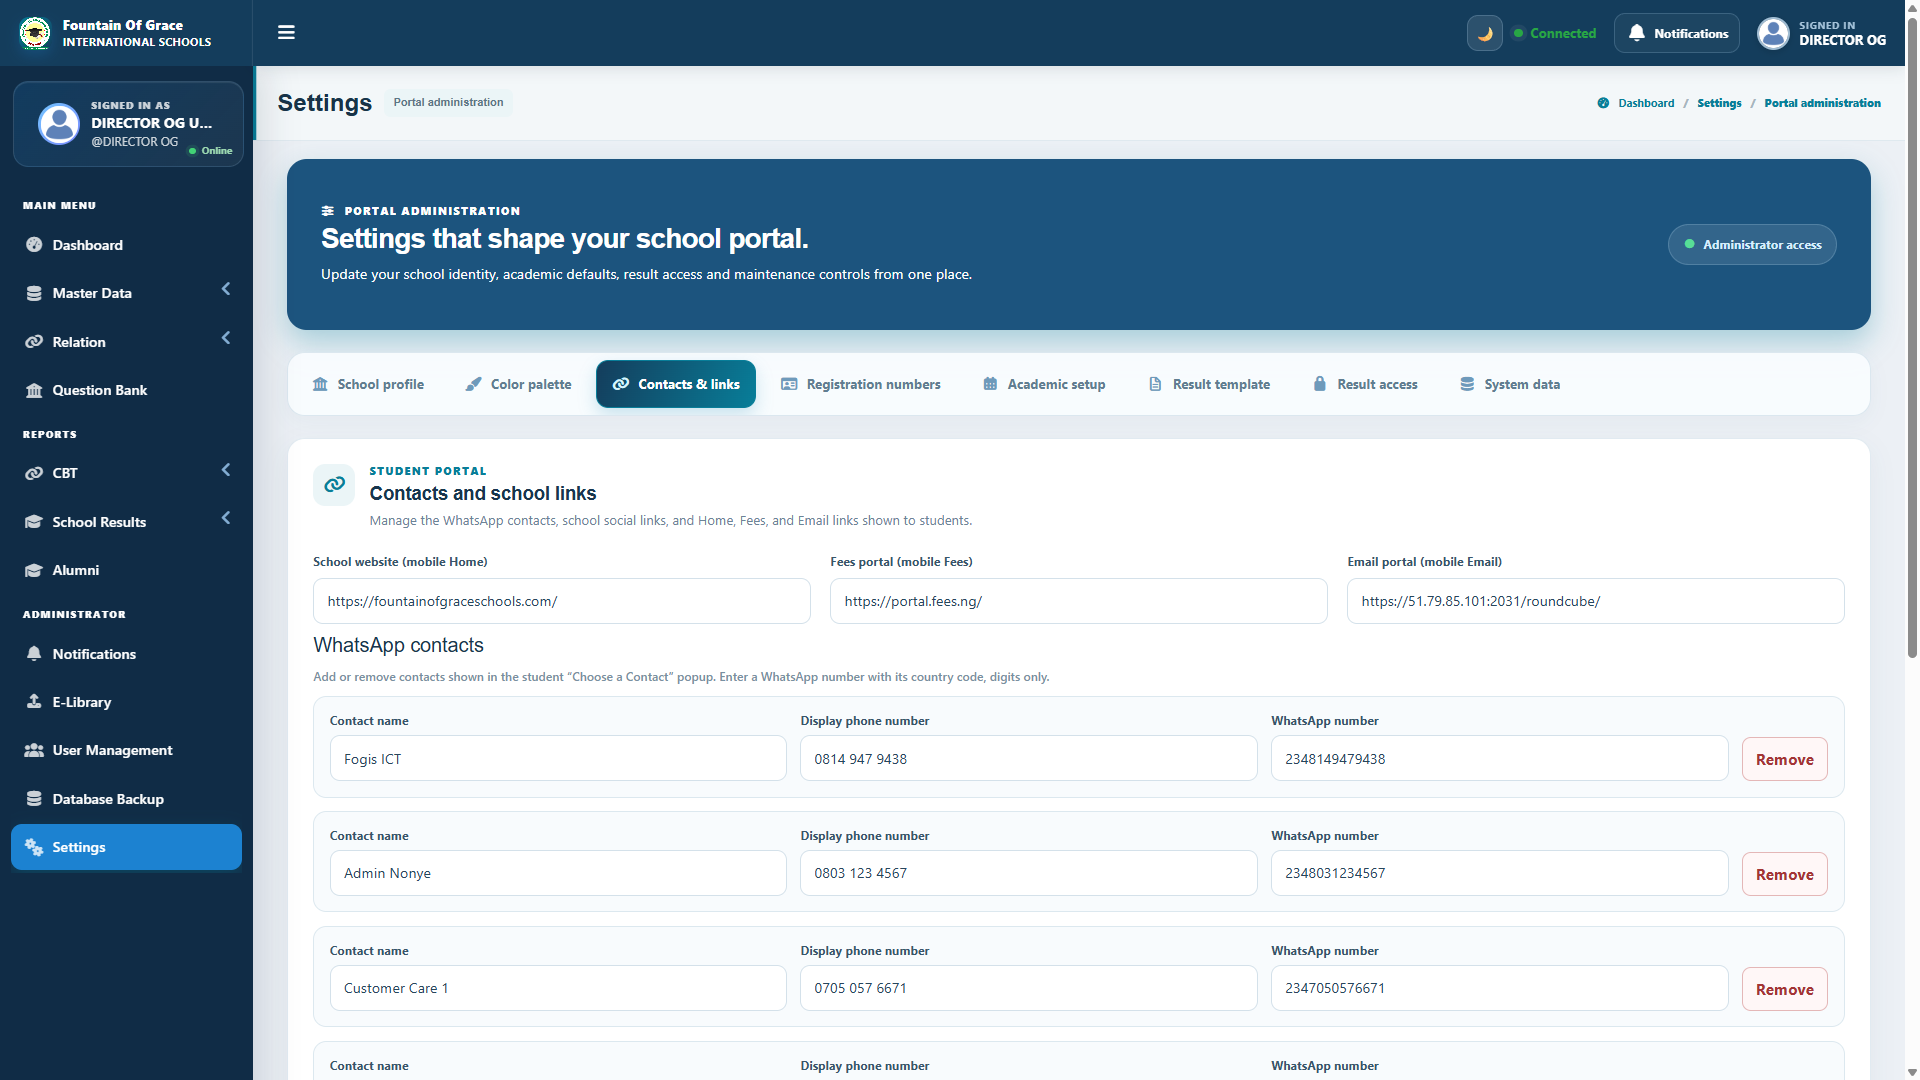 Fountain Of Grace
INTERNATIONAL SCHOOLS
Connected
Notifications
SIGNED IN
DIRECTOR OG
SIGNED IN AS
DIRECTOR OG U...
@DIRECTOR OG
Online
MAIN MENU
Dashboard
Master Data
Relation
Question Bank
REPORTS
CBT
School Results
Alumni
ADMINISTRATOR
Notifications
E-Library
User Management
Database Backup
Settings
Settings
Portal administration
Dashboard / Settings / Portal administration
PORTAL ADMINISTRATION
Settings that shape your school portal.
Update your school identity, academic defaults, result access and maintenance controls from one place.
Administrator access
School profile
Color palette
Contacts & links
Registration numbers
Academic setup
Result template
Result access
System data
STUDENT PORTAL
Contacts and school links
Manage the WhatsApp contacts, school social links, and Home, Fees, and Email links shown to students.
School website (mobile Home)
https://fountainofgraceschools.com/
Fees portal (mobile Fees)
https://portal.fees.ng/
Email portal (mobile Email)
https://51.79.85.101:2031/roundcube/
WhatsApp contacts
Add or remove contacts shown in the student “Choose a Contact” popup. Enter a WhatsApp number with its country code, digits only.
Contact name
Fogis ICT
Display phone number
0814 947 9438
WhatsApp number
2348149479438
Remove
Contact name
Admin Nonye
Display phone number
0803 123 4567
WhatsApp number
2348031234567
Remove
Contact name
Customer Care 1
Display phone number
0705 057 6671
WhatsApp number
2347050576671
Remove
Contact name
Display phone number
WhatsApp number